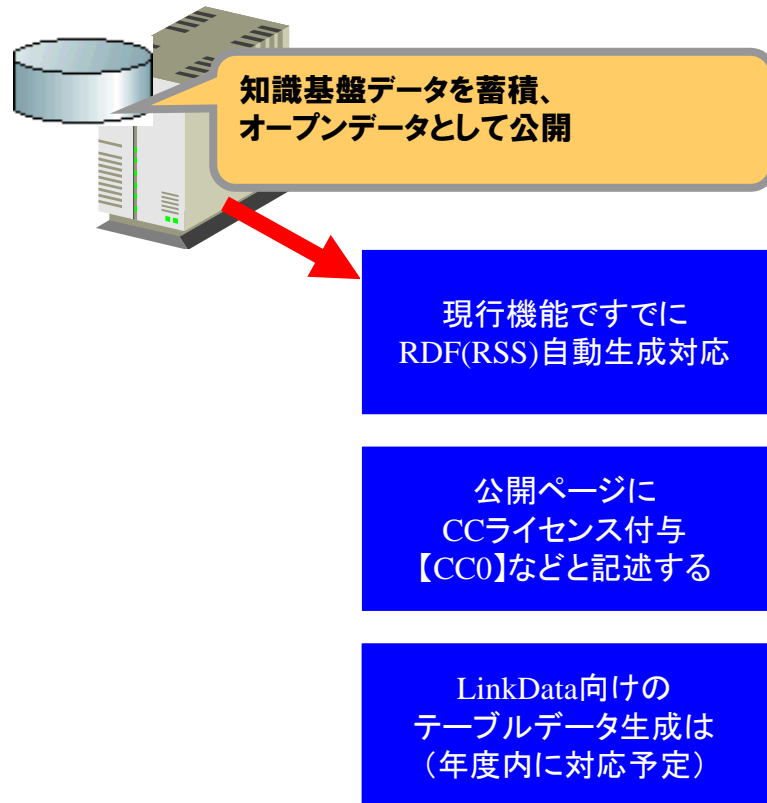 知識基盤データを蓄積、
オープンデータとして公開
現行機能ですでに
RDF(RSS)自動生成対応
公開ページに
CCライセンス付与
【CC0】などと記述する
LinkData向けの
テーブルデータ生成は
（年度内に対応予定）